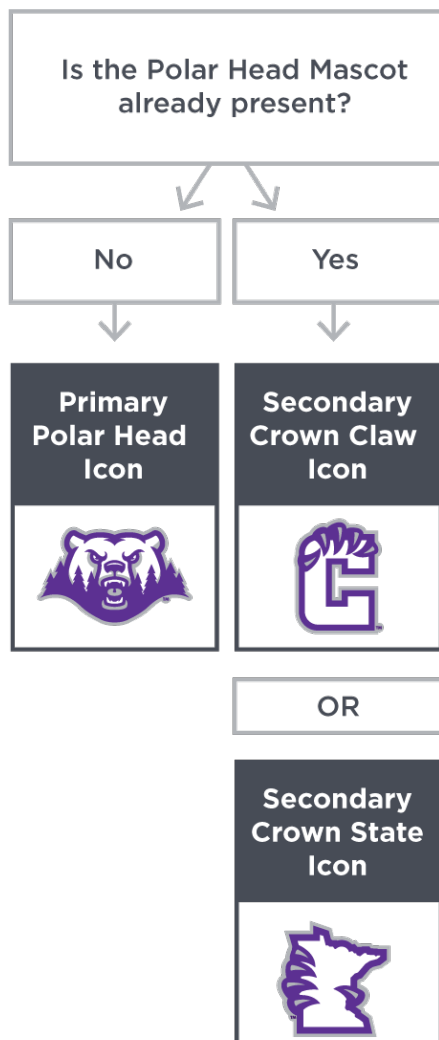 Is the Polar Head Mascot
already present?
No
Yes
Primary
Polar Head
Icon
Secondary
Crown Claw
Icon
C
TM
OR
Secondary
Crown State
Icon